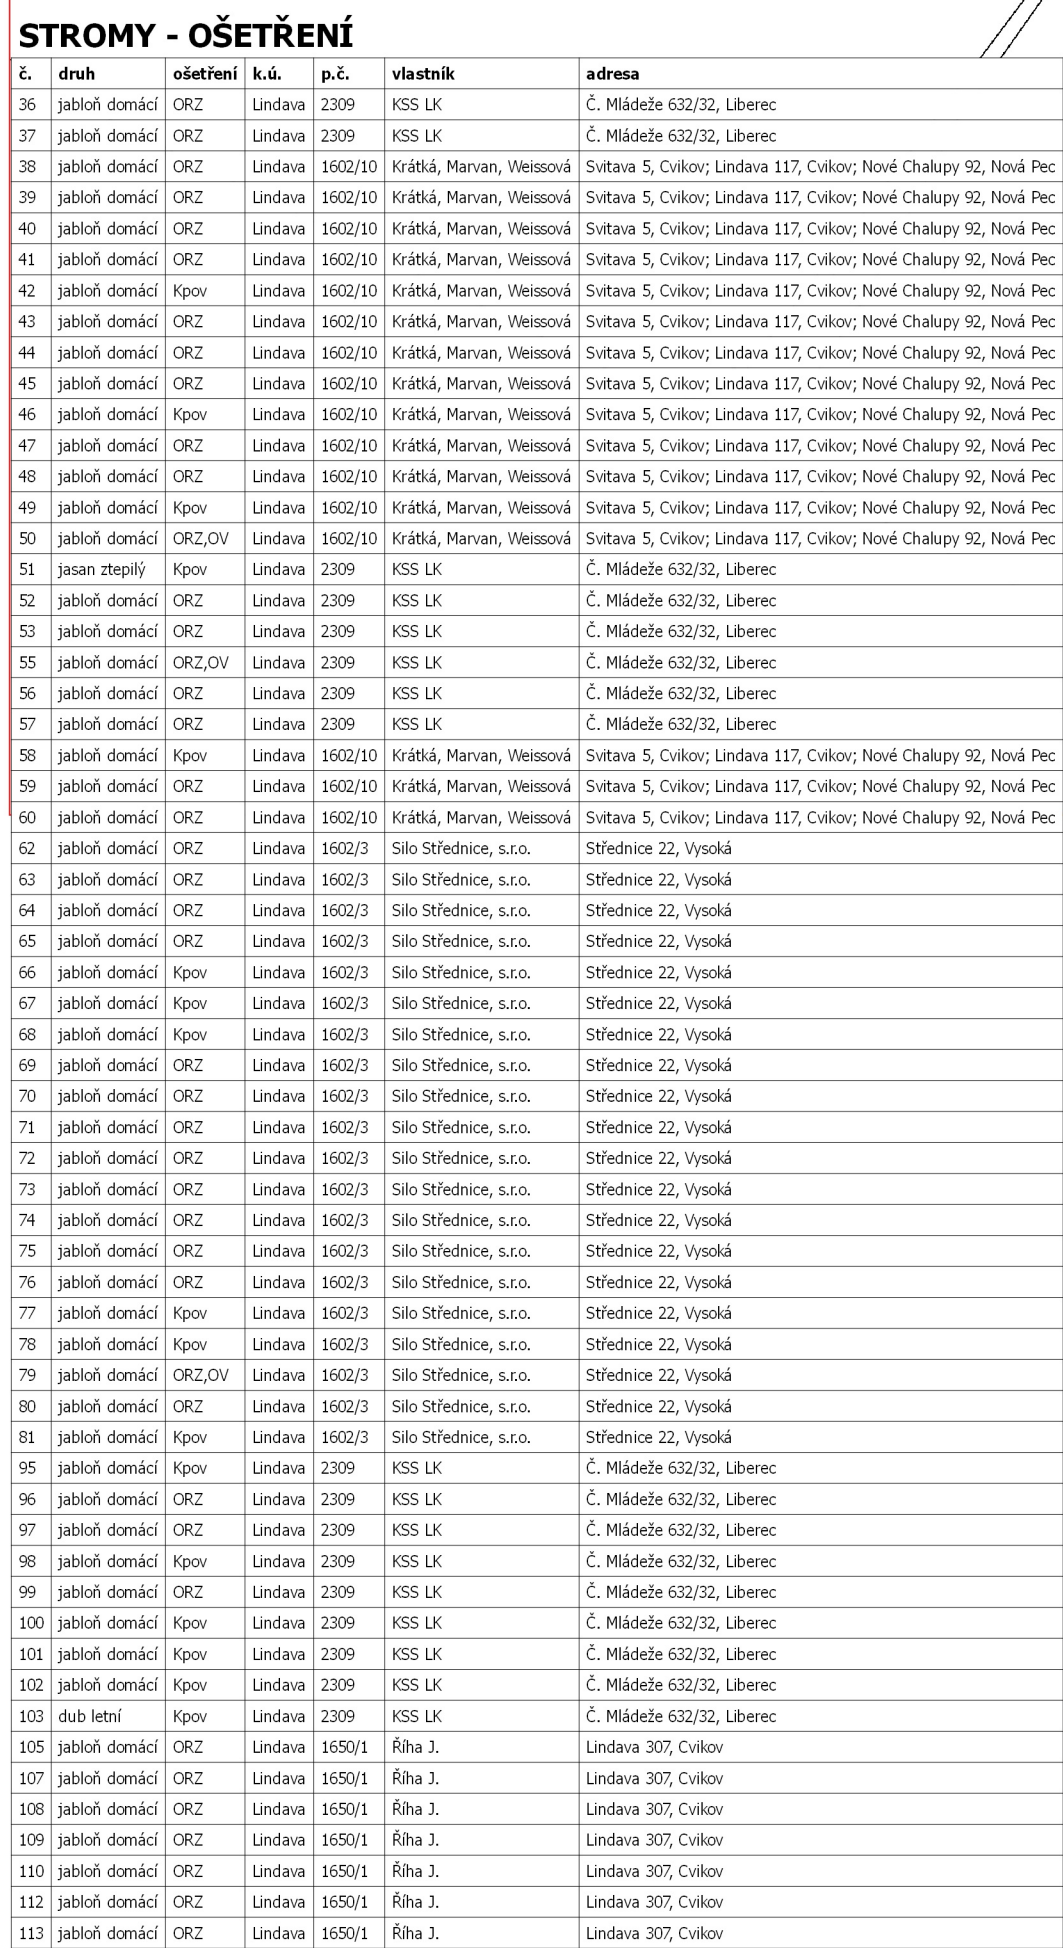 STROMY - OŠETŘENÍ
č. druh ošetření k.ú. p.č. vlastník adresa
36 jabloň domácí ORZ Lindava 2309 KSS LK Č. Mládeže 632/32, Liberec
37 jabloň domácí ORZ Lindava 2309 KSS LK Č. Mládeže 632/32, Liberec
38 jabloň domácí ORZ Lindava 1602/10 Krátká, Marvan, Weissová Svitava 5, Cvikov; Lindava 117, Cvikov; Nové Chalupy 92, Nová Pec
39 jabloň domácí ORZ Lindava 1602/10 Krátká, Marvan, Weissová Svitava 5, Cvikov; Lindava 117, Cvikov; Nové Chalupy 92, Nová Pec
40 jabloň domácí ORZ Lindava 1602/10 Krátká, Marvan, Weissová Svitava 5, Cvikov; Lindava 117, Cvikov; Nové Chalupy 92, Nová Pec
41 jabloň domácí ORZ Lindava 1602/10 Krátká, Marvan, Weissová Svitava 5, Cvikov; Lindava 117, Cvikov; Nové Chalupy 92, Nová Pec
42 jabloň domácí Kpov Lindava 1602/10 Krátká, Marvan, Weissová Svitava 5, Cvikov; Lindava 117, Cvikov; Nové Chalupy 92, Nová Pec
43 jabloň domácí ORZ Lindava 1602/10 Krátká, Marvan, Weissová Svitava 5, Cvikov; Lindava 117, Cvikov; Nové Chalupy 92, Nová Pec
44 jabloň domácí ORZ Lindava 1602/10 Krátká, Marvan, Weissová Svitava 5, Cvikov; Lindava 117, Cvikov; Nové Chalupy 92, Nová Pec
45 jabloň domácí ORZ Lindava 1602/10 Krátká, Marvan, Weissová Svitava 5, Cvikov; Lindava 117, Cvikov; Nové Chalupy 92, Nová Pec
46 jabloň domácí Kpov Lindava 1602/10 Krátká, Marvan, Weissová Svitava 5, Cvikov; Lindava 117, Cvikov; Nové Chalupy 92, Nová Pec
47 jabloň domácí ORZ Lindava 1602/10 Krátká, Marvan, Weissová Svitava 5, Cvikov; Lindava 117, Cvikov; Nové Chalupy 92, Nová Pec
48 jabloň domácí ORZ Lindava 1602/10 Krátká, Marvan, Weissová Svitava 5, Cvikov; Lindava 117, Cvikov; Nové Chalupy 92, Nová Pec
49 jabloň domácí Kpov Lindava 1602/10 Krátká, Marvan, Weissová Svitava 5, Cvikov; Lindava 117, Cvikov; Nové Chalupy 92, Nová Pec
50 jabloň domácí ORZ,OV Lindava 1602/10 Krátká, Marvan, Weissová Svitava 5, Cvikov; Lindava 117, Cvikov; Nové Chalupy 92, Nová Pec
51 jasan ztepilý Kpov Lindava 2309 KSS LK Č. Mládeže 632/32, Liberec
52 jabloň domácí ORZ Lindava 2309 KSS LK Č. Mládeže 632/32, Liberec
53 jabloň domácí ORZ Lindava 2309 KSS LK Č. Mládeže 632/32, Liberec
55 jabloň domácí ORZ,OV Lindava 2309 KSS LK Č. Mládeže 632/32, Liberec
56 jabloň domácí ORZ Lindava 2309 KSS LK Č. Mládeže 632/32, Liberec
57 jabloň domácí ORZ Lindava 2309 KSS LK Č. Mládeže 632/32, Liberec
58 jabloň domácí Kpov Lindava 1602/10 Krátká, Marvan, Weissová Svitava 5, Cvikov; Lindava 117, Cvikov; Nové Chalupy 92, Nová Pec
59 jabloň domácí ORZ Lindava 1602/10 Krátká, Marvan, Weissová Svitava 5, Cvikov; Lindava 117, Cvikov; Nové Chalupy 92, Nová Pec
60 jabloň domácí ORZ Lindava 1602/10 Krátká, Marvan, Weissová Svitava 5, Cvikov; Lindava 117, Cvikov; Nové Chalupy 92, Nová Pec
62 jabloň domácí ORZ Lindava 1602/3 Silo Střednice, s.r.o. Střednice 22, Vysoká
63 jabloň domácí ORZ Lindava 1602/3 Silo Střednice, s.r.o. Střednice 22, Vysoká
64 jabloň domácí ORZ Lindava 1602/3 Silo Střednice, s.r.o. Střednice 22, Vysoká
65 jabloň domácí ORZ Lindava 1602/3 Silo Střednice, s.r.o. Střednice 22, Vysoká
66 jabloň domácí Kpov Lindava 1602/3 Silo Střednice, s.r.o. Střednice 22, Vysoká
67 jabloň domácí Kpov Lindava 1602/3 Silo Střednice, s.r.o. Střednice 22, Vysoká
68 jabloň domácí Kpov Lindava 1602/3 Silo Střednice, s.r.o. Střednice 22, Vysoká
69 jabloň domácí ORZ Lindava 1602/3 Silo Střednice, s.r.o. Střednice 22, Vysoká
70 jabloň domácí ORZ Lindava 1602/3 Silo Střednice, s.r.o. Střednice 22, Vysoká
71 jabloň domácí ORZ Lindava 1602/3 Silo Střednice, s.r.o. Střednice 22, Vysoká
72 jabloň domácí ORZ Lindava 1602/3 Silo Střednice, s.r.o. Střednice 22, Vysoká
73 jabloň domácí ORZ Lindava 1602/3 Silo Střednice, s.r.o. Střednice 22, Vysoká
74 jabloň domácí ORZ Lindava 1602/3 Silo Střednice, s.r.o. Střednice 22, Vysoká
75 jabloň domácí ORZ Lindava 1602/3 Silo Střednice, s.r.o. Střednice 22, Vysoká
76 jabloň domácí ORZ Lindava 1602/3 Silo Střednice, s.r.o. Střednice 22, Vysoká
77 jabloň domácí Kpov Lindava 1602/3 Silo Střednice, s.r.o. Střednice 22, Vysoká
78 jabloň domácí Kpov Lindava 1602/3 Silo Střednice, s.r.o. Střednice 22, Vysoká
79 jabloň domácí ORZ,OV Lindava 1602/3 Silo Střednice, s.r.o. Střednice 22, Vysoká
80 jabloň domácí ORZ Lindava 1602/3 Silo Střednice, s.r.o. Střednice 22, Vysoká
81 jabloň domácí Kpov Lindava 1602/3 Silo Střednice, s.r.o. Střednice 22, Vysoká
95 jabloň domácí Kpov Lindava 2309 KSS LK Č. Mládeže 632/32, Liberec
96 jabloň domácí ORZ Lindava 2309 KSS LK Č. Mládeže 632/32, Liberec
97 jabloň domácí ORZ Lindava 2309 KSS LK Č. Mládeže 632/32, Liberec
98 jabloň domácí Kpov Lindava 2309 KSS LK Č. Mládeže 632/32, Liberec
99 jabloň domácí ORZ Lindava 2309 KSS LK Č. Mládeže 632/32, Liberec
100 jabloň domácí Kpov Lindava 2309 KSS LK Č. Mládeže 632/32, Liberec
101 jabloň domácí Kpov Lindava 2309 KSS LK Č. Mládeže 632/32, Liberec
102 jabloň domácí Kpov Lindava 2309 KSS LK Č. Mládeže 632/32, Liberec
103 dub letní Kpov Lindava 2309 KSS LK Č. Mládeže 632/32, Liberec
105 jabloň domácí ORZ Lindava 1650/1 Říha J. Lindava 307, Cvikov
107 jabloň domácí ORZ Lindava 1650/1 Říha J. Lindava 307, Cvikov
108 jabloň domácí ORZ Lindava 1650/1 Říha J. Lindava 307, Cvikov
109 jabloň domácí ORZ Lindava 1650/1 Říha J. Lindava 307, Cvikov
110 jabloň domácí ORZ Lindava 1650/1 Říha J. Lindava 307, Cvikov
112 jabloň domácí ORZ Lindava 1650/1 Říha J. Lindava 307, Cvikov
113 jabloň domácí ORZ Lindava 1650/1 Říha J. Lindava 307, Cvikov